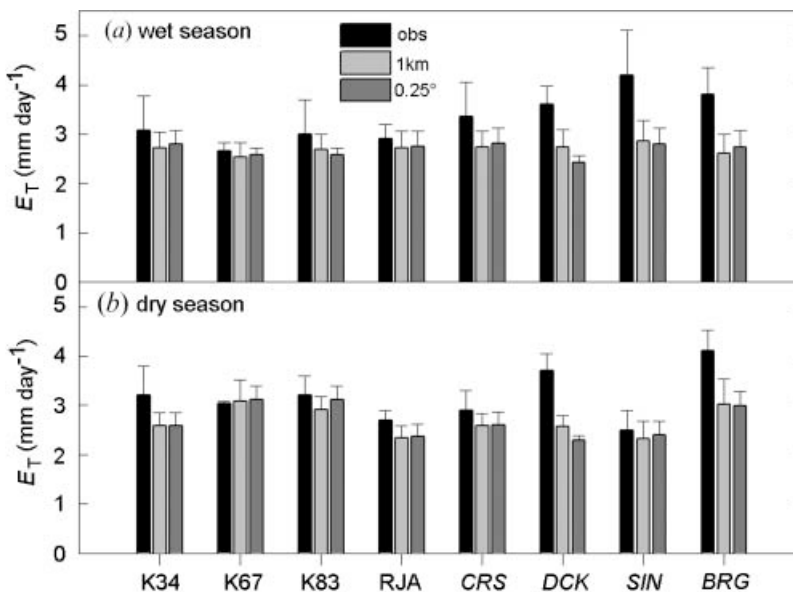 (a) wet season
obs
1km
0.25°
5
4
3
2
1
0
E_T (mm day⁻¹)
(b) dry season
5
4
3
2
1
0
E_T (mm day⁻¹)
K34 K67 K83 RJA CRS DCK SIN BRG